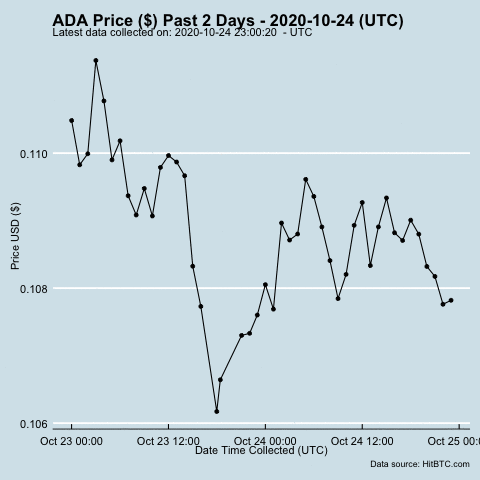 ADA Price ($) Past 2 Days - 2020-10-24 (UTC)
Latest data collected on: 2020-10-24 23:00:20  - UTC
Price USD ($)
0.110
0.108
0.106
Oct 23 00:00 Oct 23 12:00 Oct 24 00:00 Oct 24 12:00 Oct 25 00:0
Date Time Collected (UTC)
Data source: HitBTC.com